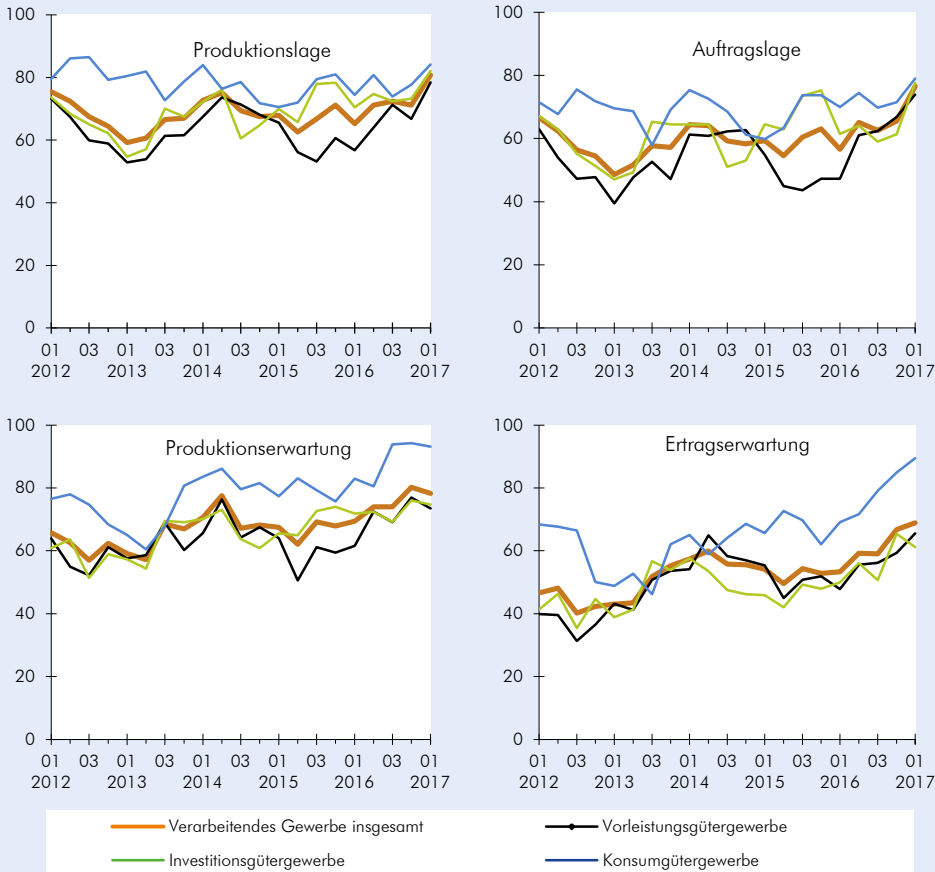 Produktionslage
100
80
60
40
20
0
01 03 01 03 01 03 01 03 01 03 01
2012 2013 2014 2015 2016 2017
Auftragslage
100
80
60
40
20
0
01 03 01 03 01 03 01 03 01 03 01
2012 2013 2014 2015 2016 2017
Produktionserwartung
100
80
60
40
20
0
01 03 01 03 01 03 01 03 01 03 01
2012 2013 2014 2015 2016 2017
Ertragserwartung
100
80
60
40
20
0
01 03 01 03 01 03 01 03 01 03 01
2012 2013 2014 2015 2016 2017
Verarbeitendes Gewerbe insgesamt
Vorleistungsgütergewerbe
Investitionsgütergewerbe
Konsumgütergewerbe